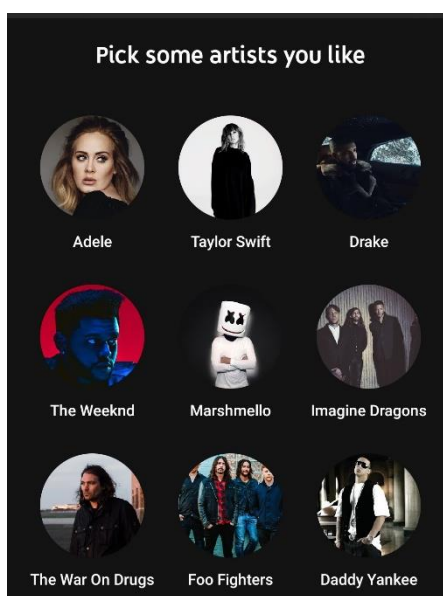 Pick some artists you like
Adele Taylor Swift Drake
The Weeknd Marshmello Imagine Dragons
The War On Drugs Foo Fighters Daddy Yankee